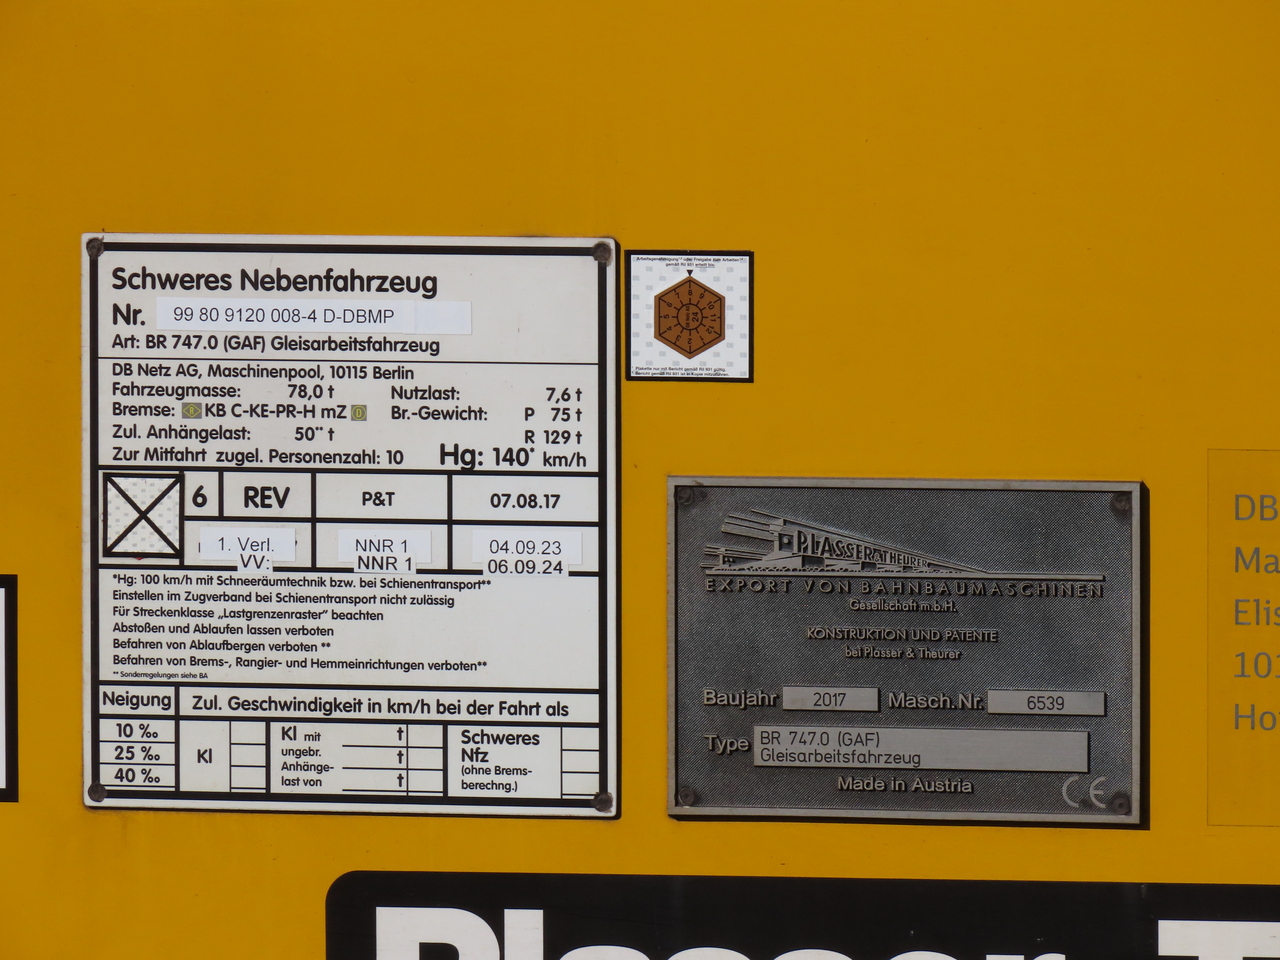 Schweres Nebenfahrzeug
Nr. 99 80 9120 008-4 D-DBMP
Art: BR 747.0 (GAF) Gleisarbeitsfahrzeug
DB Netz AG, Maschinenpool, 10115 Berlin
Fahrzeugmasse: 78,0 t Nutzlast: 7,6 t
Bremse: R KB C-KE-PR-H mZ D Br.-Gewicht: P 75 t
Zul. Anhängelast: 50** t R 129 t
Zur Mitfahrt zugel. Personenzahl: 10 Hg: 140* km/h
6 REV P&T 07.08.17
1. Verl. NNR 1 04.09.23
VV: NNR 1 06.09.24
*Hg: 100 km/h mit Schneeräumtechnik bzw. bei Schienentransport**
Einstellen im Zugverband bei Schienentransport nicht zulässig
Für Streckenklasse „Lastgrenzenraster" beachten
Abstoßen und Ablaufen lassen verboten
Befahren von Ablaufbergen verboten **
Befahren von Brems-, Rangier- und Hemmeinrichtungen verboten**
** Sonderregelungen siehe BA
Neigung Zul. Geschwindigkeit in km/h bei der Fahrt als
10 ‰
25 ‰
40 ‰
Kl
Kl mit t
ungebr.
Anhänge- t
last von t
Schweres
Nfz
(ohne Brems-
berechng.)
gemäß Ril 931 erteilt bis:
24
PLASSER & THEURER
EXPORT VON BAHNBAUMASCHINEN
Gesellschaft m.b.H.
KONSTRUKTION UND PATENTE
bei Plasser & Theurer
Baujahr 2017 Masch.Nr. 6539
Type BR 747.0 (GAF)
Gleisarbeitsfahrzeug
Made in Austria
CE
DB
Ma
Elis
101
Ho
Plasser T